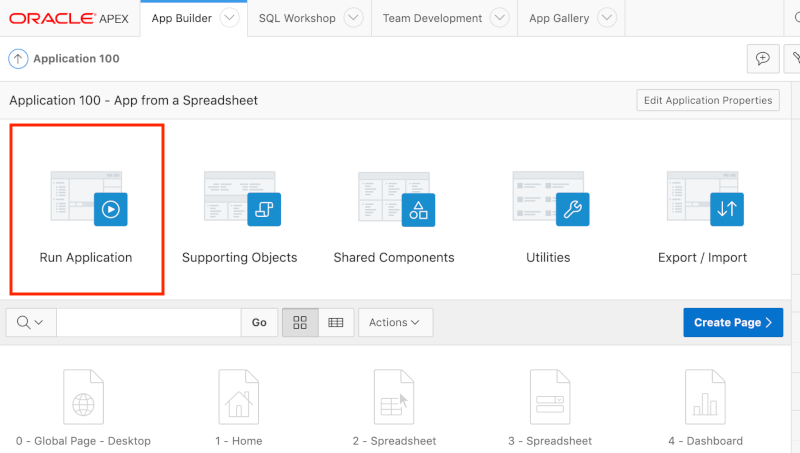 ORACLE APEX App Builder SQL Workshop Team Development App Gallery
Application 100
Application 100 - App from a Spreadsheet Edit Application Properties
Run Application Supporting Objects Shared Components Utilities Export / Import
Go Actions Create Page
0 - Global Page - Desktop 1 - Home 2 - Spreadsheet 3 - Spreadsheet 4 - Dashboard